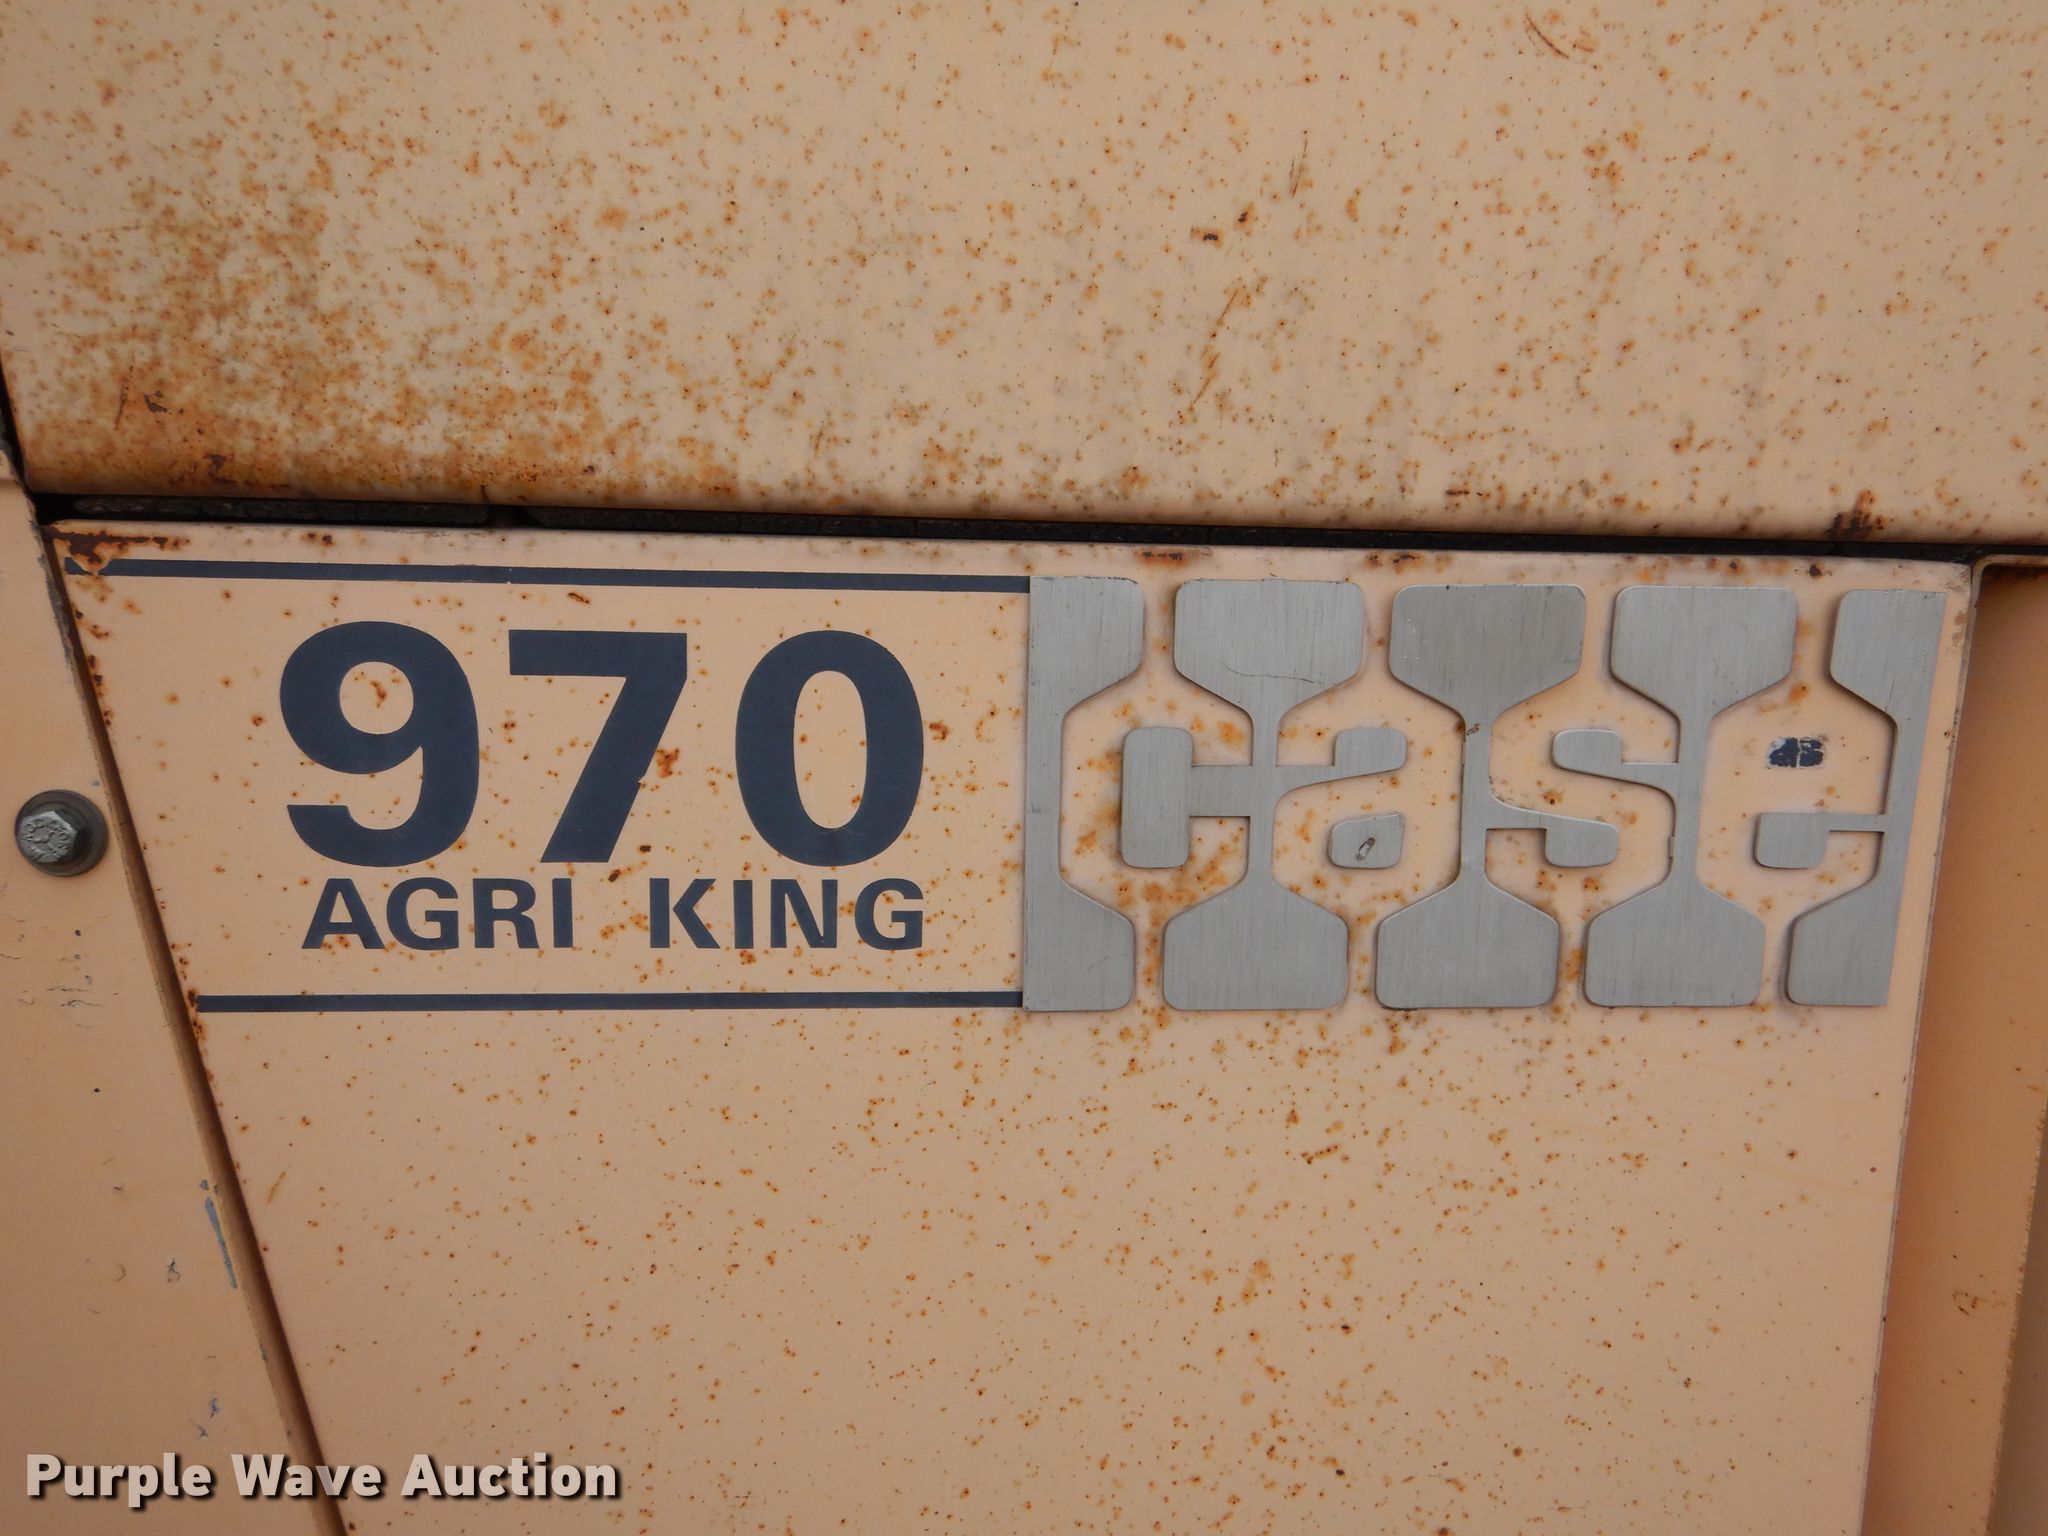 970
AGRI KING
case
Purple Wave Auction